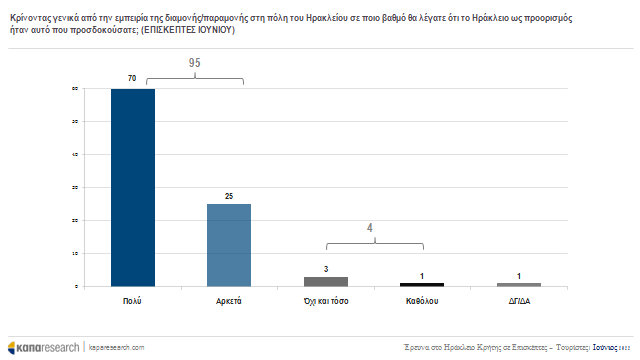 Κρίνοντας γενικά από την εμπειρία της διαμονής/παραμονής στη πόλη του Ηρακλείου σε ποιο βαθμό θα λέγατε ότι το Ηράκλειο ως προορισμός
ήταν αυτό που προσδοκούσατε; (ΕΠΙΣΚΕΠΤΕΣ ΙΟΥΝΙΟΥ)
95
70
25
4
3
1
1
Πολύ
Αρκετά
Όχι και τόσο
Καθόλου
ΔΓ/ΔΑ
καπαresearch | kaparesearch.com
Έρευνα στο Ηράκλειο Κρήτης σε Επισκέπτες – Τουρίστες: Ιούνιος